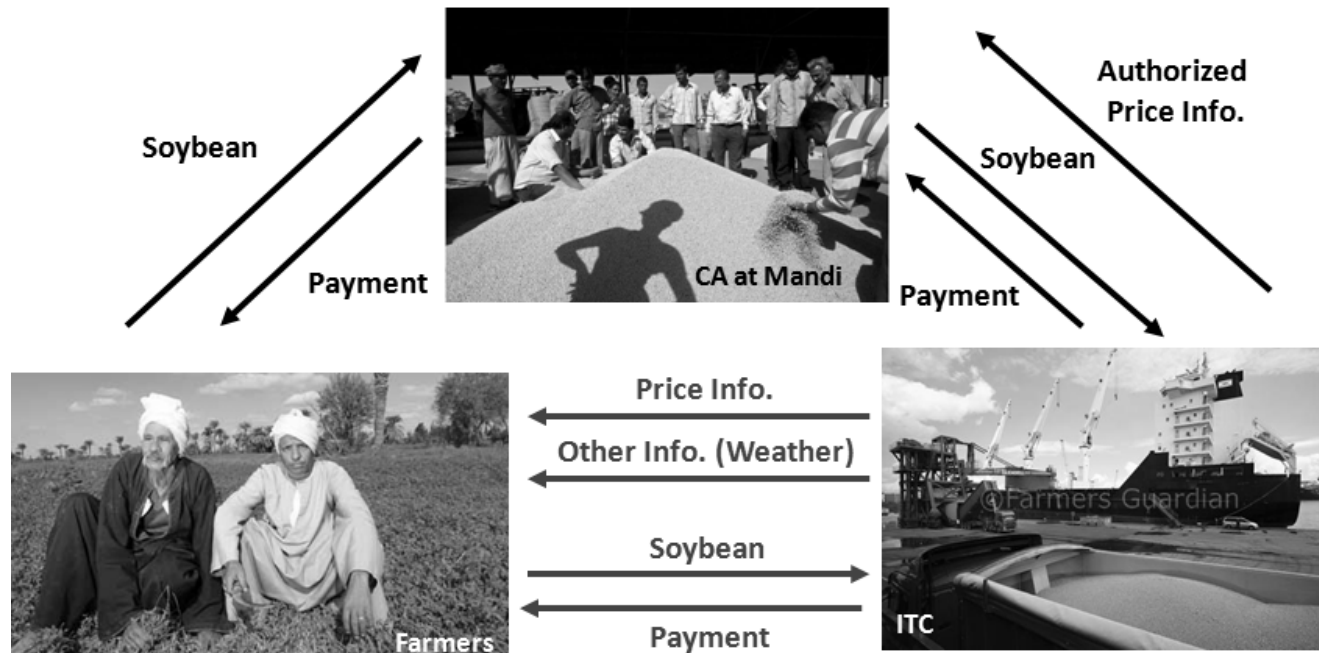 Authorized
Price Info.
Soybean
Soybean
Payment
CA at Mandi
Payment
Price Info.
Other Info. (Weather)
©Farmers Guardian
Soybean
Farmers
ITC
Payment